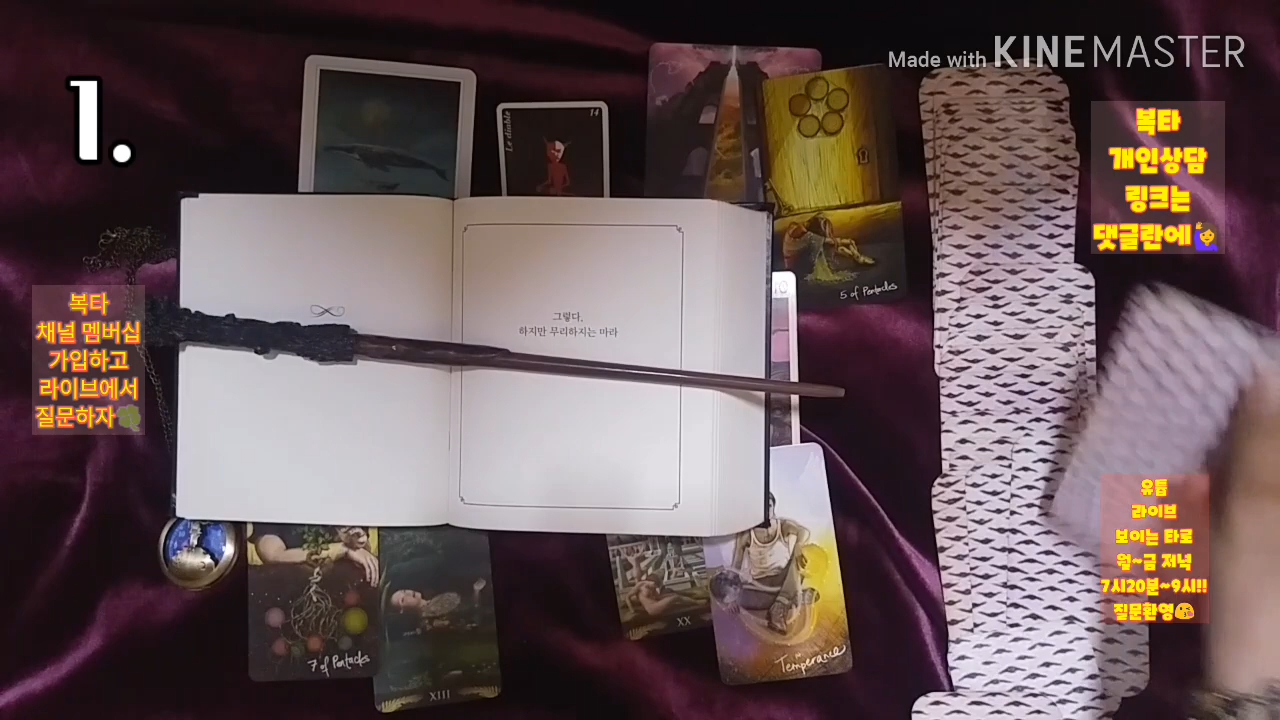 1.
Made with KINEMASTER
복타
개인상담
링크는
댓글란에🙋‍♀️
Le diable
14
5 of Pentacles
10
그렇다.
하지만 무리하지는 마라
복타
채널 멤버십
가입하고
라이브에서
질문하자🍀
유튭
라이브
보이는 타로
월~금 저녁
7시20분~9시!!
질문환영😘
7 of Pentacles
XIII
XX
Temperance